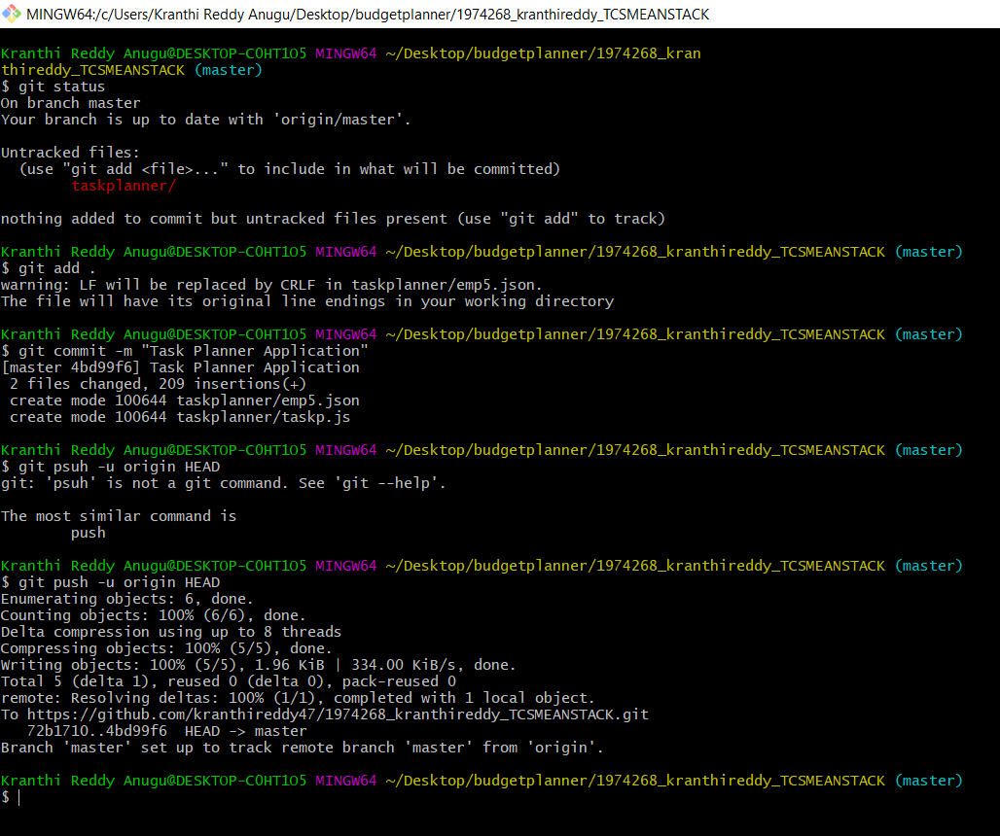 MINGW64:/c/Users/Kranthi Reddy Anugu/Desktop/budgetplanner/1974268_kranthireddy_TCSMEANSTACK
Kranthi Reddy Anugu@DESKTOP-C0HT1O5 MINGW64 ~/Desktop/budgetplanner/1974268_kran
thireddy_TCSMEANSTACK (master)
$ git status
On branch master
Your branch is up to date with 'origin/master'.
Untracked files:
  (use "git add <file>..." to include in what will be committed)
        taskplanner/
nothing added to commit but untracked files present (use "git add" to track)
Kranthi Reddy Anugu@DESKTOP-C0HT1O5 MINGW64 ~/Desktop/budgetplanner/1974268_kranthireddy_TCSMEANSTACK (master)
$ git add .
warning: LF will be replaced by CRLF in taskplanner/emp5.json.
The file will have its original line endings in your working directory
Kranthi Reddy Anugu@DESKTOP-C0HT1O5 MINGW64 ~/Desktop/budgetplanner/1974268_kranthireddy_TCSMEANSTACK (master)
$ git commit -m "Task Planner Application"
[master 4bd99f6] Task Planner Application
 2 files changed, 209 insertions(+)
 create mode 100644 taskplanner/emp5.json
 create mode 100644 taskplanner/taskp.js
Kranthi Reddy Anugu@DESKTOP-C0HT1O5 MINGW64 ~/Desktop/budgetplanner/1974268_kranthireddy_TCSMEANSTACK (master)
$ git psuh -u origin HEAD
git: 'psuh' is not a git command. See 'git --help'.
The most similar command is
        push
Kranthi Reddy Anugu@DESKTOP-C0HT1O5 MINGW64 ~/Desktop/budgetplanner/1974268_kranthireddy_TCSMEANSTACK (master)
$ git push -u origin HEAD
Enumerating objects: 6, done.
Counting objects: 100% (6/6), done.
Delta compression using up to 8 threads
Compressing objects: 100% (5/5), done.
Writing objects: 100% (5/5), 1.96 KiB | 334.00 KiB/s, done.
Total 5 (delta 1), reused 0 (delta 0), pack-reused 0
remote: Resolving deltas: 100% (1/1), completed with 1 local object.
To https://github.com/kranthireddy47/1974268_kranthireddy_TCSMEANSTACK.git
   72b1710..4bd99f6  HEAD -> master
Branch 'master' set up to track remote branch 'master' from 'origin'.
Kranthi Reddy Anugu@DESKTOP-C0HT1O5 MINGW64 ~/Desktop/budgetplanner/1974268_kranthireddy_TCSMEANSTACK (master)
$